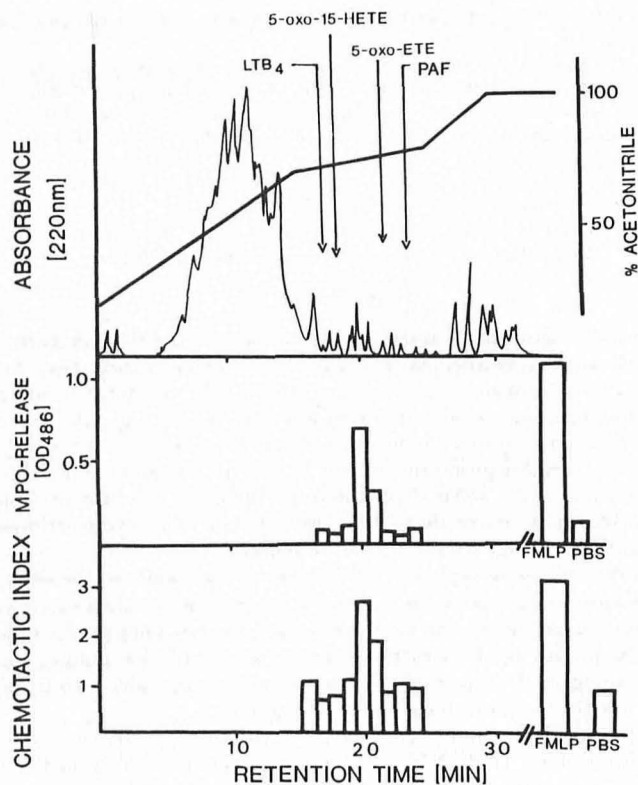 5-oxo-15-HETE
5-oxo-ETE
LTB4
PAF
100
50
ABSORBANCE
[220nm]
% ACETONITRILE
1.0
0.5
MPO-RELEASE
[OD486]
FMLP PBS
3
2
1
CHEMOTACTIC INDEX
FMLP PBS
10 20 30
RETENTION TIME [MIN]